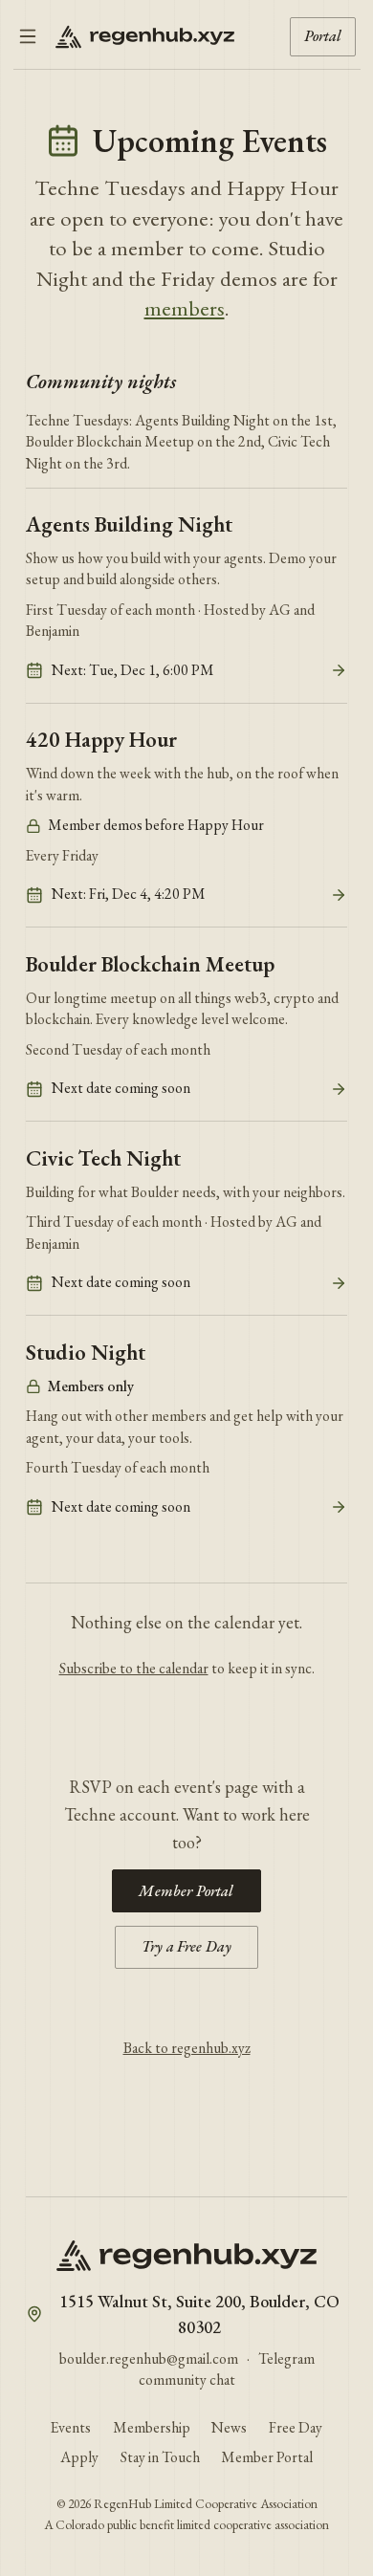 regenhub.xyz
Portal
Upcoming Events
Techne Tuesdays and Happy Hour
are open to everyone: you don't have
to be a member to come. Studio
Night and the Friday demos are for
members.
Community nights
Techne Tuesdays: Agents Building Night on the 1st,
Boulder Blockchain Meetup on the 2nd, Civic Tech
Night on the 3rd.
Agents Building Night
Show us how you build with your agents. Demo your
setup and build alongside others.
First Tuesday of each month · Hosted by AG and
Benjamin
Next: Tue, Dec 1, 6:00 PM
420 Happy Hour
Wind down the week with the hub, on the roof when
it's warm.
Member demos before Happy Hour
Every Friday
Next: Fri, Dec 4, 4:20 PM
Boulder Blockchain Meetup
Our longtime meetup on all things web3, crypto and
blockchain. Every knowledge level welcome.
Second Tuesday of each month
Next date coming soon
Civic Tech Night
Building for what Boulder needs, with your neighbors.
Third Tuesday of each month · Hosted by AG and
Benjamin
Next date coming soon
Studio Night
Members only
Hang out with other members and get help with your
agent, your data, your tools.
Fourth Tuesday of each month
Next date coming soon
Nothing else on the calendar yet.
Subscribe to the calendar to keep it in sync.
RSVP on each event's page with a
Techne account. Want to work here
too?
Member Portal
Try a Free Day
Back to regenhub.xyz
regenhub.xyz
1515 Walnut St, Suite 200, Boulder, CO
80302
boulder.regenhub@gmail.com · Telegram
community chat
Events Membership News Free Day
Apply Stay in Touch Member Portal
© 2026 RegenHub Limited Cooperative Association
A Colorado public benefit limited cooperative association